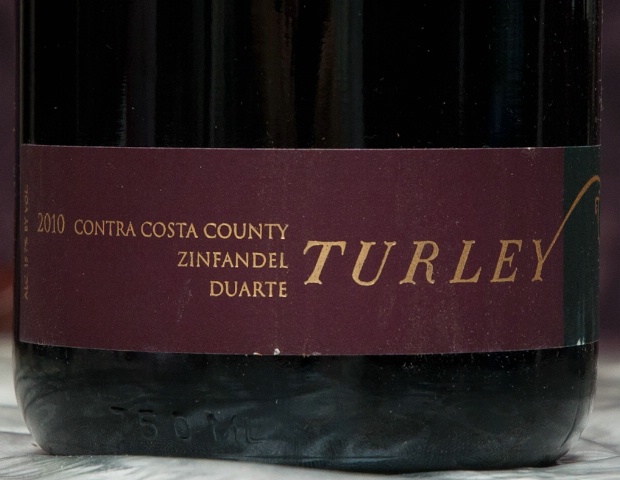 2010 CONTRA COSTA COUNTY
ZINFANDEL
DUARTE
TURLEY
750 ML